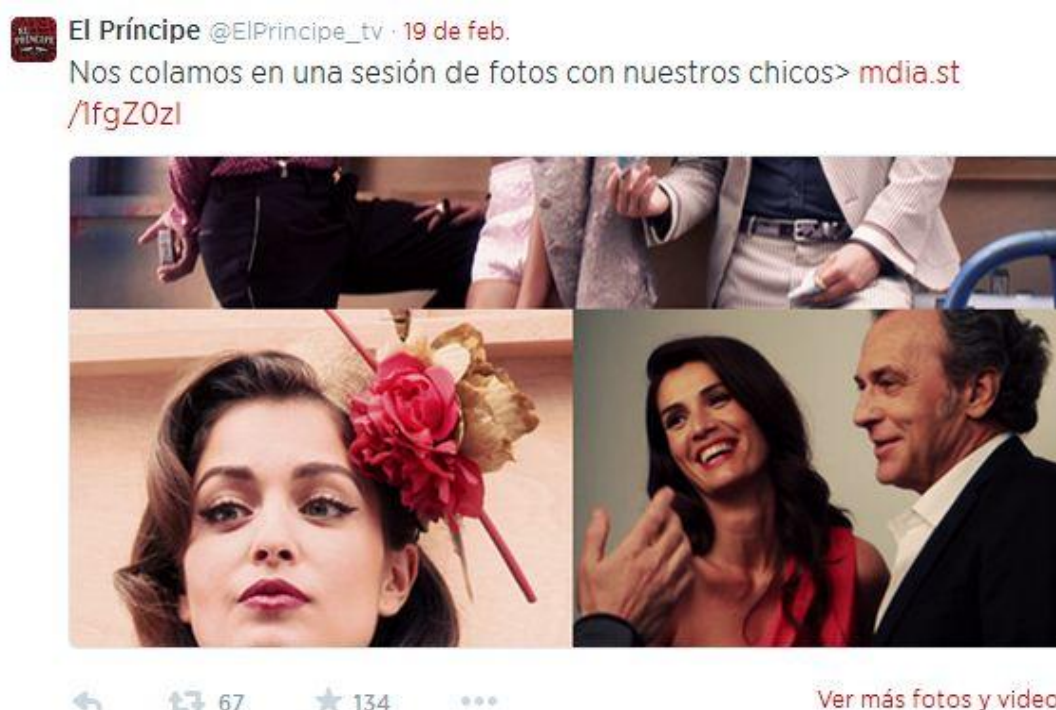 El Príncipe @ElPrincipe_tv · 19 de feb.
Nos colamos en una sesión de fotos con nuestros chicos> mdia.st
/1fgZ0zl
67 134
Ver más fotos y video